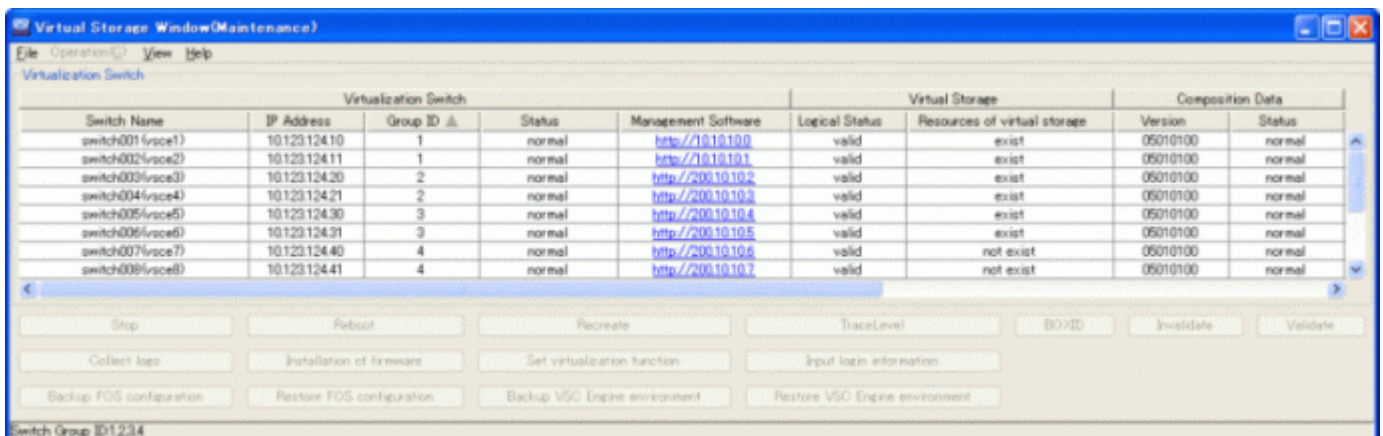 Virtual Storage Window(Maintenance)
File Operation(C) View Help
Virtualization Switch
Virtualization Switch Virtual Storage Composition Data
Switch Name IP Address Group ID △ Status Management Software Logical Status Resources of virtual storage Version Status
switch001(vsce1) 10.123.124.10 1 normal http://10.10.10.0 valid exist 05010100 normal
switch002(vsce2) 10.123.124.11 1 normal http://10.10.10.1 valid exist 05010100 normal
switch003(vsce3) 10.123.124.20 2 normal http://200.10.10.2 valid exist 05010100 normal
switch004(vsce4) 10.123.124.21 2 normal http://200.10.10.3 valid exist 05010100 normal
switch005(vsce5) 10.123.124.30 3 normal http://200.10.10.4 valid exist 05010100 normal
switch006(vsce6) 10.123.124.31 3 normal http://200.10.10.5 valid exist 05010100 normal
switch007(vsce7) 10.123.124.40 4 normal http://200.10.10.6 valid not exist 05010100 normal
switch008(vsce8) 10.123.124.41 4 normal http://200.10.10.7 valid not exist 05010100 normal
Stop Reboot Recreate TraceLevel BOXID Invalidate Validate
Collect logs Installation of firmware Set virtualization function Input login information
Backup FOS configuration Restore FOS configuration Backup VSC Engine environment Restore VSC Engine environment
Switch Group ID:1,2,3,4